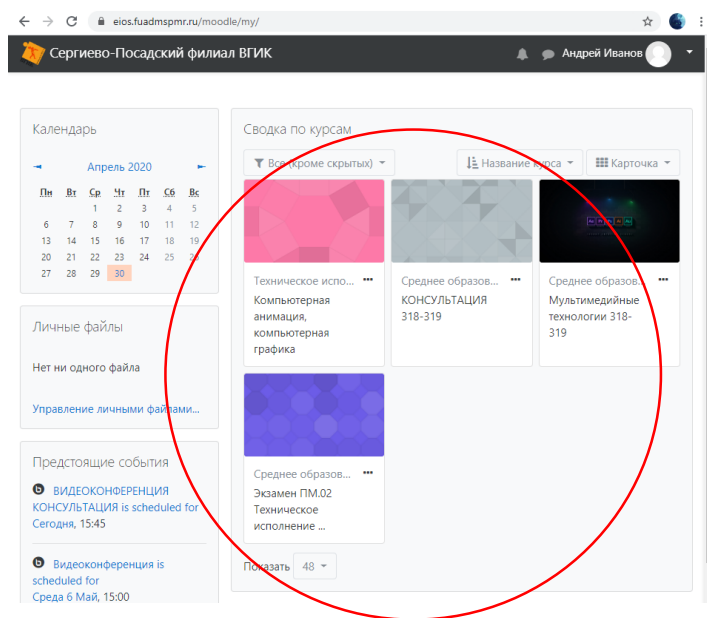 eios.fuadmspmr.ru/moodle/my/
Сергиево-Посадский филиал ВГИК
Андрей Иванов
Календарь
Апрель 2020
Пн Вт Ср Чт Пт Сб Вс
1 2 3 4 5
6 7 8 9 10 11 12
13 14 15 16 17 18 19
20 21 22 23 24 25 26
27 28 29 30
Личные файлы
Нет ни одного файла
Управление личными файлами...
Предстоящие события
ВИДЕОКОНФЕРЕНЦИЯ
КОНСУЛЬТАЦИЯ is scheduled for
Сегодня, 15:45
Видеоконференция is
scheduled for
Среда 6 Май, 15:00
Сводка по курсам
Все (кроме скрытых)
Название курса
Карточка
Техническое испо...
Компьютерная
анимация,
компьютерная
графика
Среднее образов...
КОНСУЛЬТАЦИЯ
318-319
Среднее образов...
Мультимедийные
технологии 318-
319
Среднее образов...
Экзамен ПМ.02
Техническое
исполнение ...
Показать 48